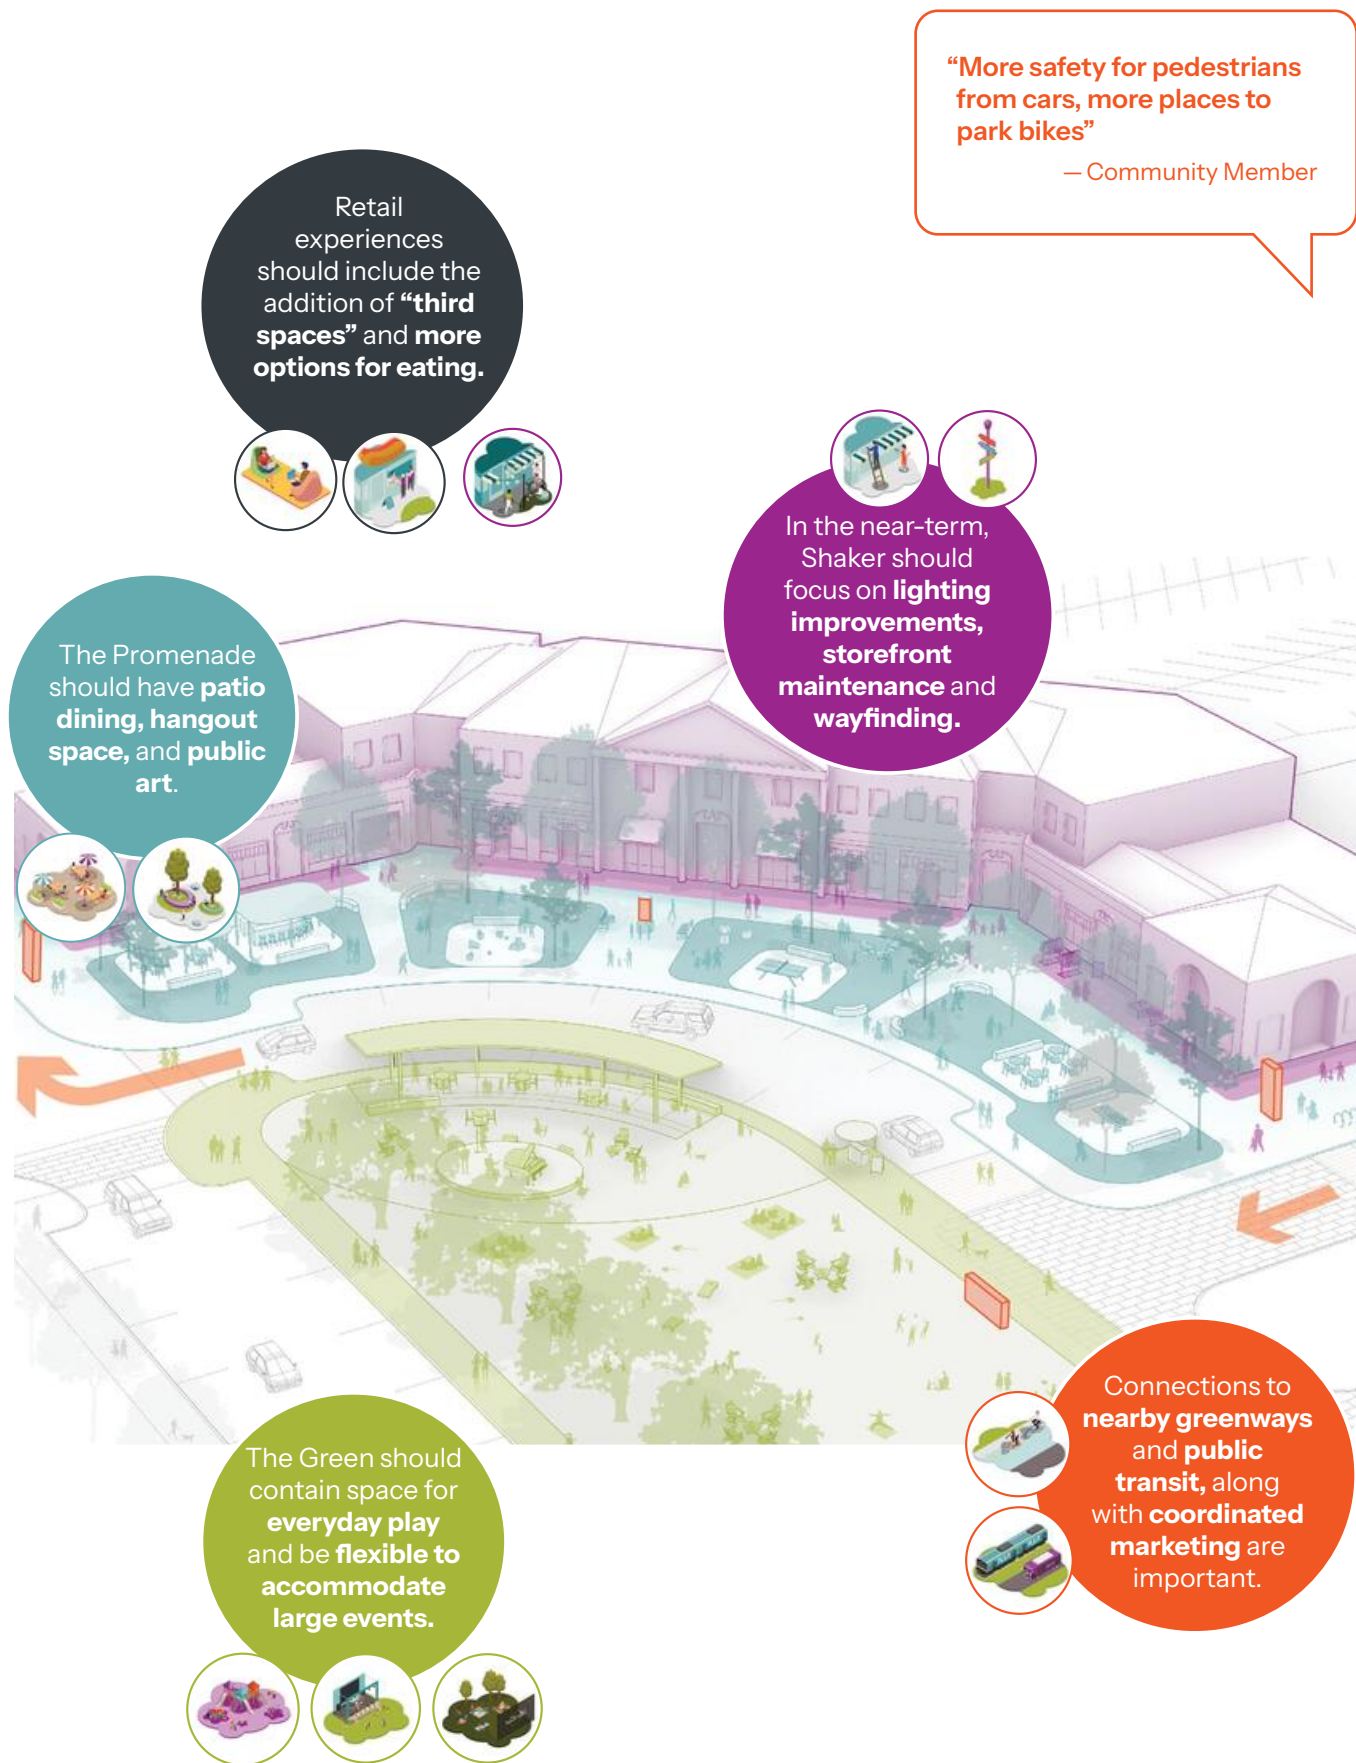 “More safety for pedestrians
from cars, more places to
park bikes”
— Community Member
Retail
experiences
should include the
addition of “third
spaces” and more
options for eating.
In the near-term,
Shaker should
focus on lighting
improvements,
storefront
maintenance and
wayfinding.
The Promenade
should have patio
dining, hangout
space, and public
art.
Connections to
nearby greenways
and public
transit, along
with coordinated
marketing are
important.
The Green should
contain space for
everyday play
and be flexible to
accommodate
large events.